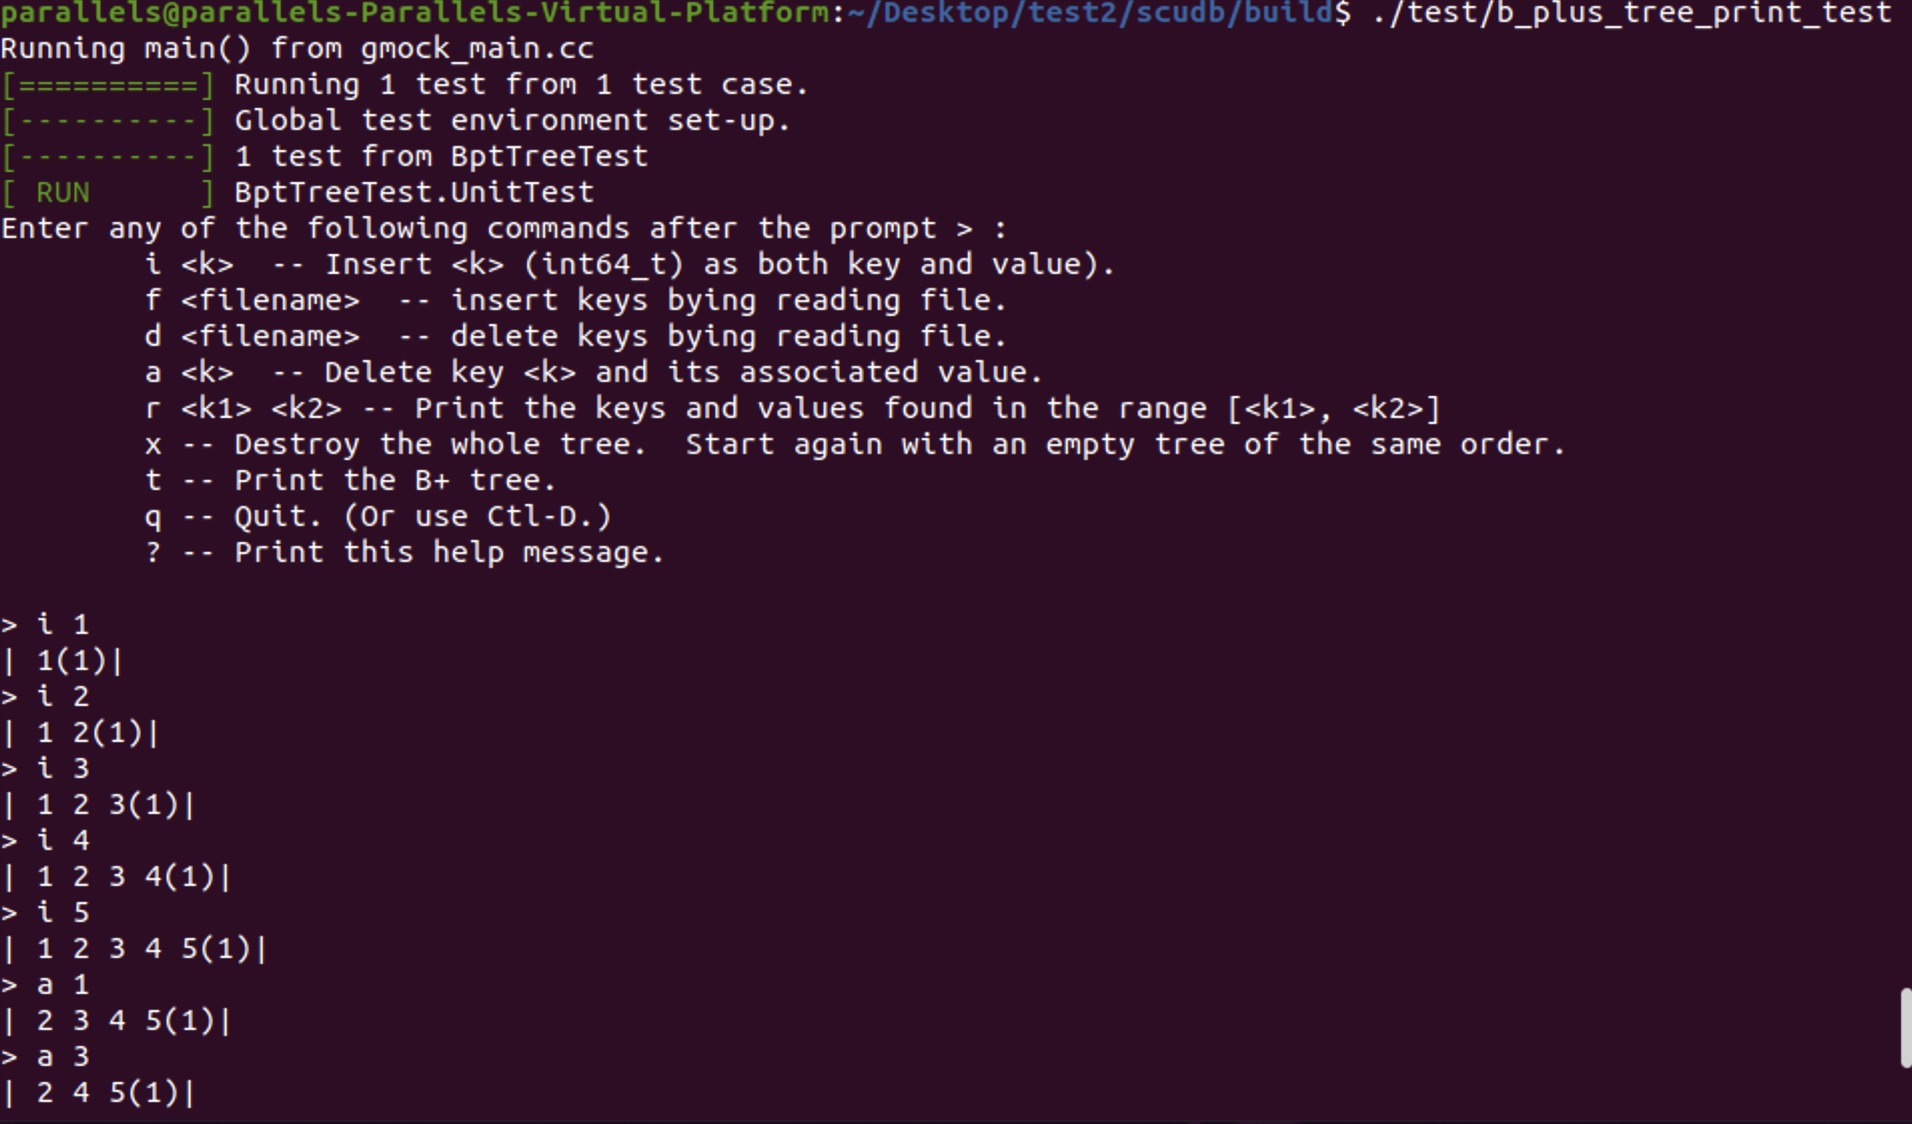 parallels@parallels-Parallels-Virtual-Platform:~/Desktop/test2/scudb/build$ ./test/b_plus_tree_print_test
Running main() from gmock_main.cc
[==========] Running 1 test from 1 test case.
[----------] Global test environment set-up.
[----------] 1 test from BptTreeTest
[ RUN      ] BptTreeTest.UnitTest
Enter any of the following commands after the prompt > :
        i <k>  -- Insert <k> (int64_t) as both key and value).
        f <filename>  -- insert keys bying reading file.
        d <filename>  -- delete keys bying reading file.
        a <k>  -- Delete key <k> and its associated value.
        r <k1> <k2> -- Print the keys and values found in the range [<k1>, <k2>]
        x -- Destroy the whole tree.  Start again with an empty tree of the same order.
        t -- Print the B+ tree.
        q -- Quit. (Or use Ctl-D.)
        ? -- Print this help message.

> i 1
| 1(1)|
> i 2
| 1 2(1)|
> i 3
| 1 2 3(1)|
> i 4
| 1 2 3 4(1)|
> i 5
| 1 2 3 4 5(1)|
> a 1
| 2 3 4 5(1)|
> a 3
| 2 4 5(1)|